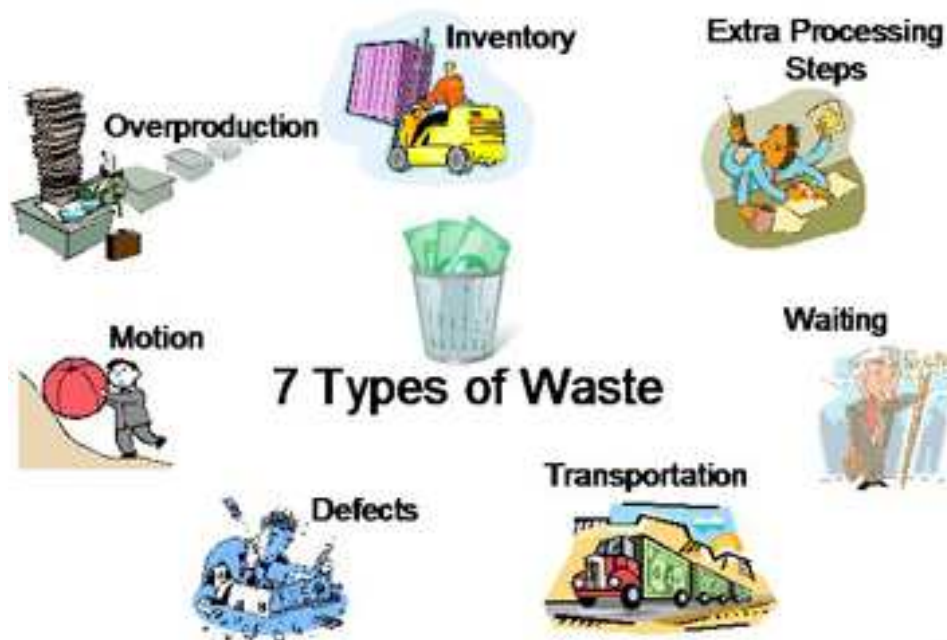 Inventory
Extra Processing
Steps
Overproduction
Motion
Waiting
7 Types of Waste
Transportation
Defects